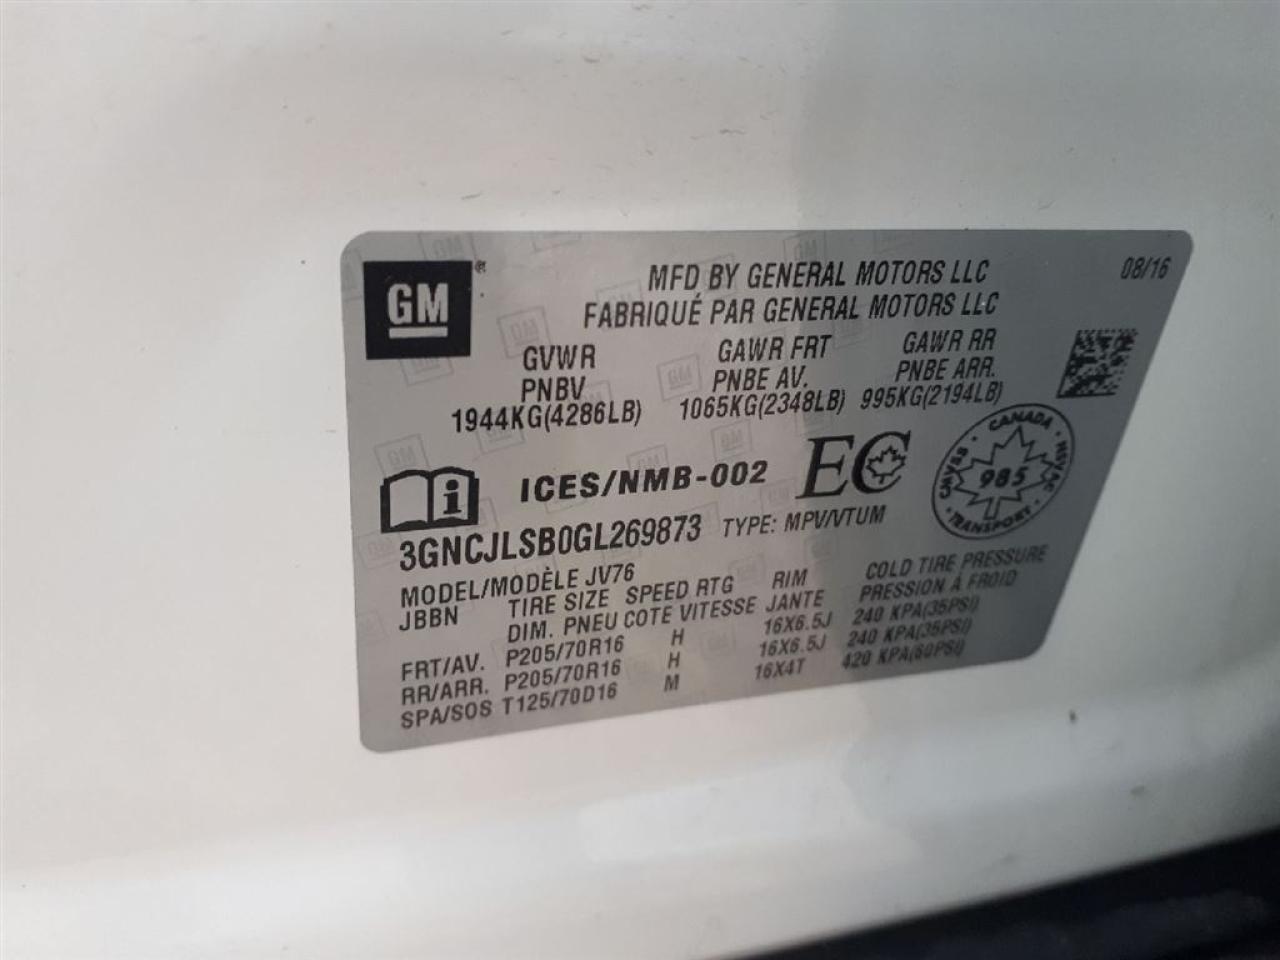 GM
MFD BY GENERAL MOTORS LLC
08/16
FABRIQUÉ PAR GENERAL MOTORS LLC
GVWR GAWR FRT GAWR RR
PNBV PNBE AV. PNBE ARR.
1944KG(4286LB) 1065KG(2348LB) 995KG(2194LB)
ICES/NMB-002 EC
CANADA
CMVSS 985 NSVAC
TRANSPORT
3GNCJLSB0GL269873 TYPE: MPV/VTUM
MODEL/MODÈLE JV76
JBBN TIRE SIZE SPEED RTG RIM COLD TIRE PRESSURE
DIM. PNEU COTE VITESSE JANTE PRESSION À FROID
FRT/AV. P205/70R16 H 16X6.5J 240 KPA(35PSI)
RR/ARR. P205/70R16 H 16X6.5J 240 KPA(35PSI)
SPA/SOS T125/70D16 M 16X4T 420 KPA(60PSI)